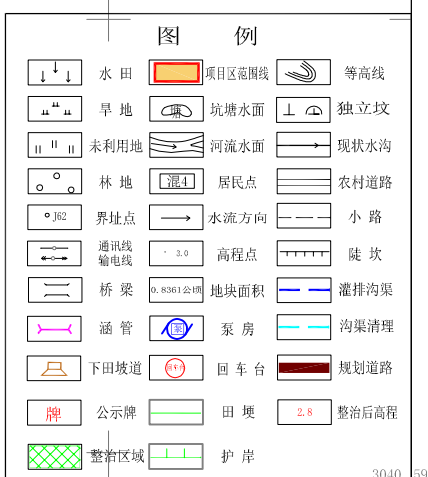 图 例
水 田 项目区范围线 等高线
旱 地 塘 坑塘水面 独立坟
未利用地 河流水面 现状水沟
林 地 混4 居民点 农村道路
J62 界址点 水流方向 小 路
通讯线
输电线 3.0 高程点 陡 坎
桥 梁 0.8361公顷 地块面积 灌排沟渠
涵 管 泵 泵 房 沟渠清理
下田坡道 回车台 回 车 台 规划道路
牌 公示牌 田 埂 2.8 整治后高程
整治区域 护 岸
3040 59